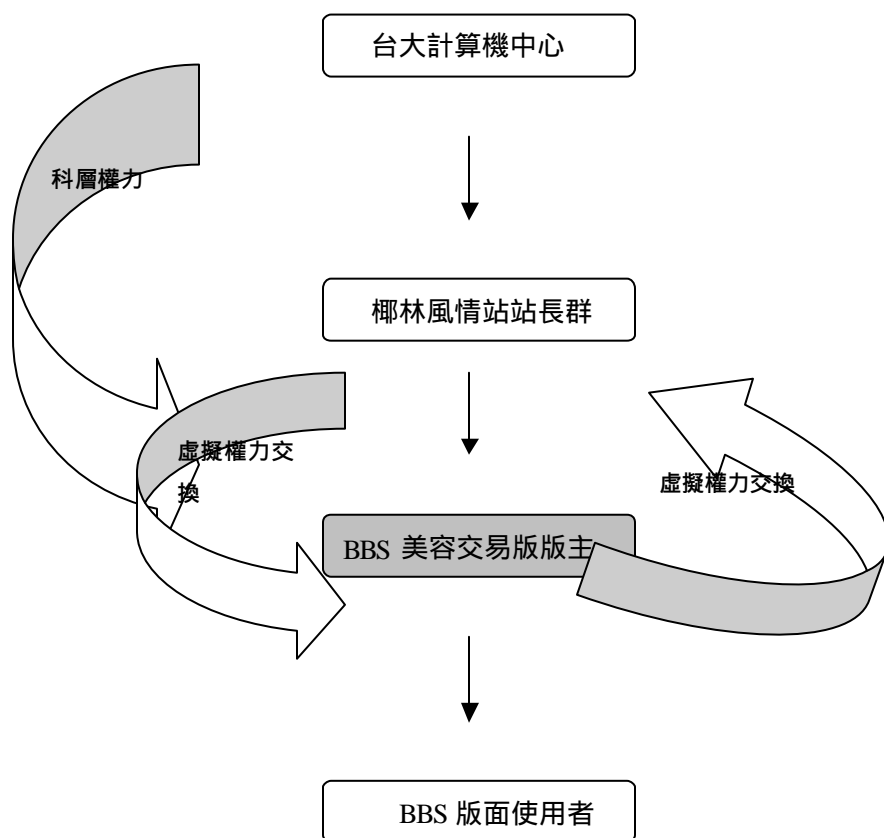 台大計算機中心
科層權力
椰林風情站站長群
虛擬權力交
換
虛擬權力交換
BBS 美容交易版版主
BBS 版面使用者